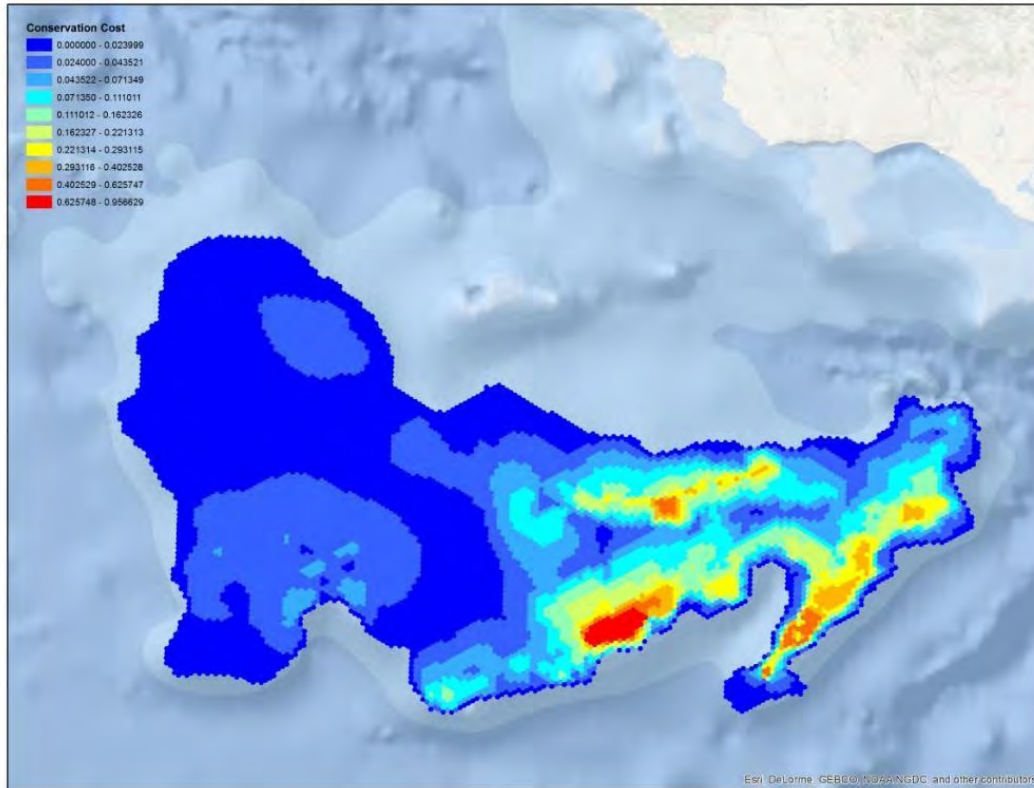 Conservation Cost
0.000000 - 0.023999
0.024000 - 0.043521
0.043522 - 0.071349
0.071350 - 0.111011
0.111012 - 0.162326
0.162327 - 0.221313
0.221314 - 0.293115
0.293116 - 0.402528
0.402529 - 0.625747
0.625748 - 0.956629
Esri, DeLorme, GEBCO, NOAA NGDC, and other contributors